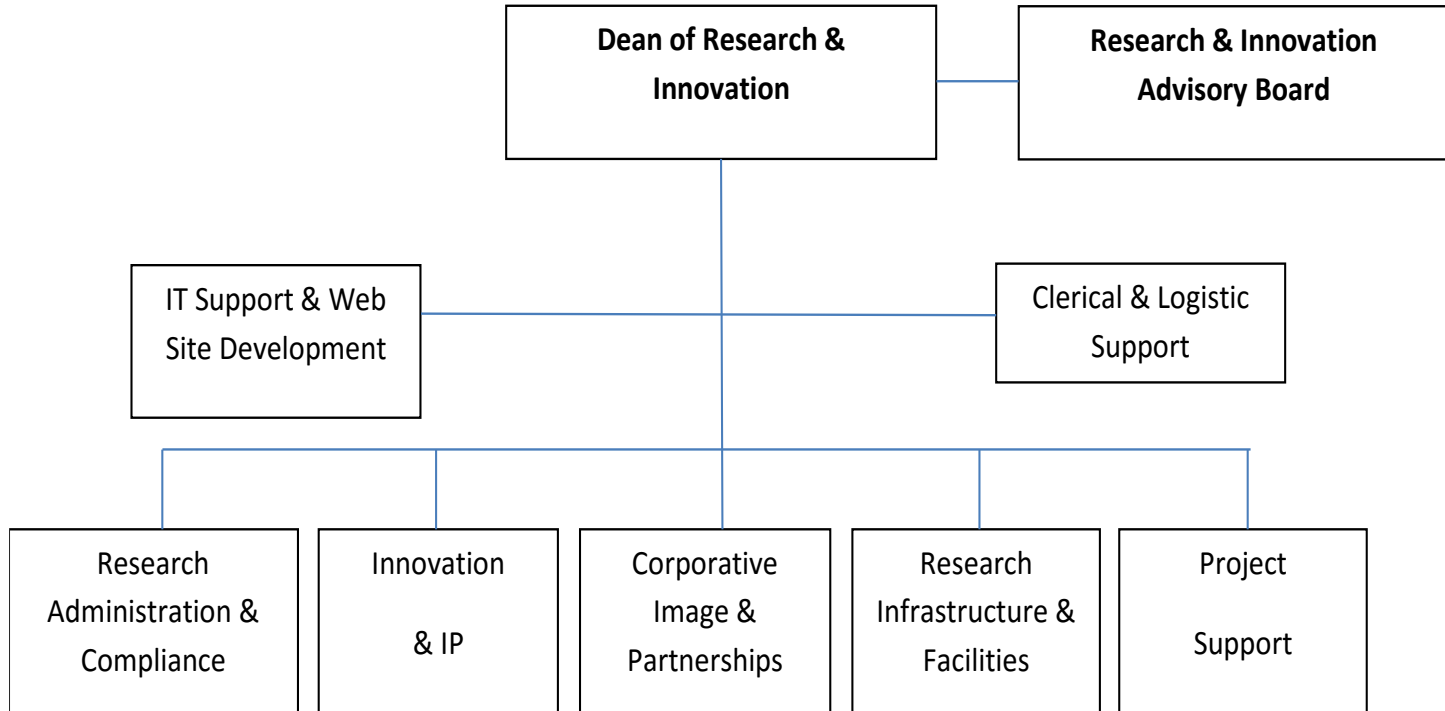 Dean of Research &
Innovation
Research & Innovation
Advisory Board
IT Support & Web
Site Development
Clerical & Logistic
Support
Research
Administration &
Compliance
Innovation
& IP
Corporative
Image &
Partnerships
Research
Infrastructure &
Facilities
Project
Support